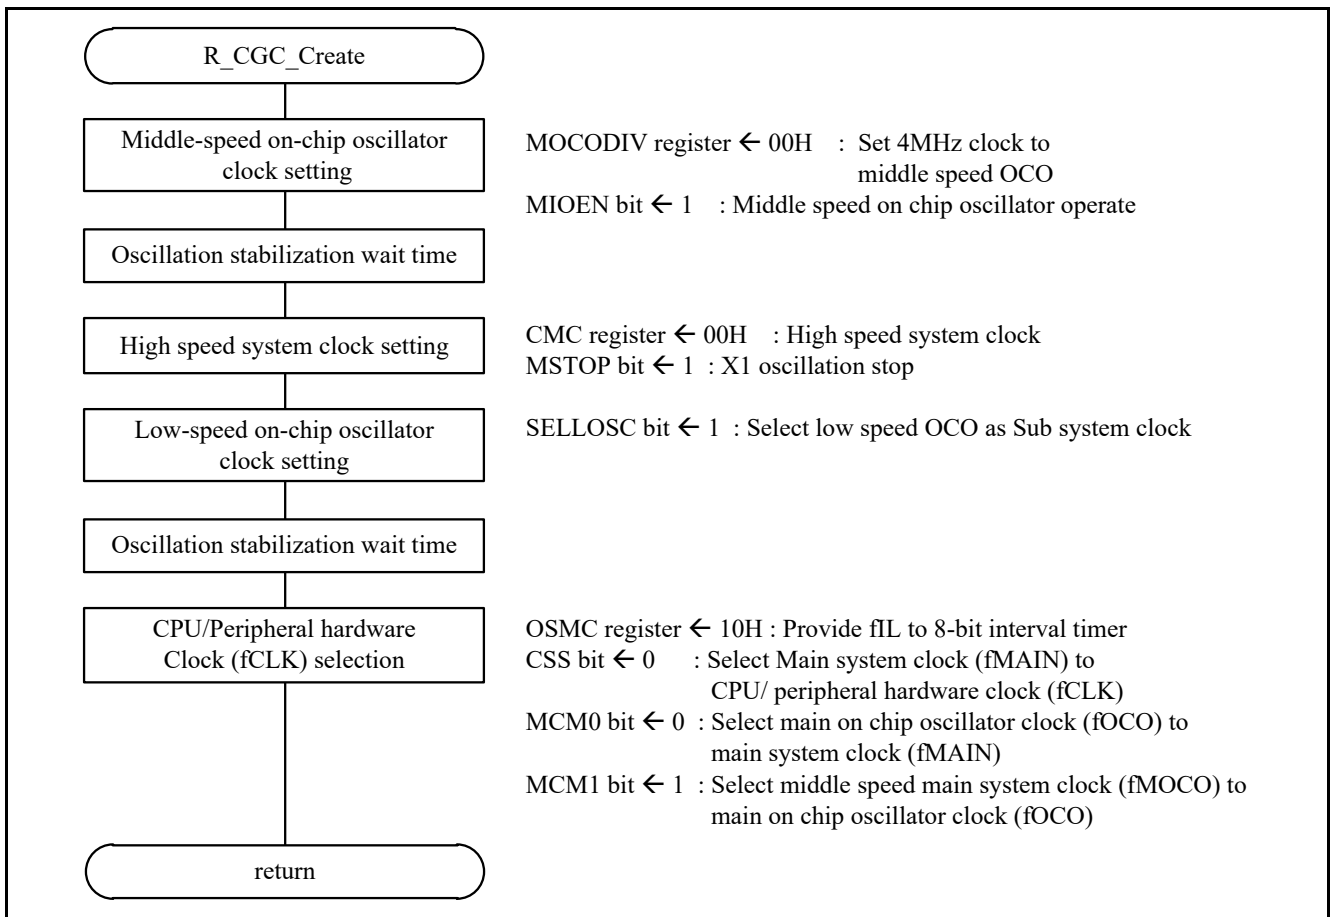 R_CGC_Create
Middle-speed on-chip oscillator
clock setting
MOCODIV register ← 00H : Set 4MHz clock to
middle speed OCO
MIOEN bit ← 1 : Middle speed on chip oscillator operate
Oscillation stabilization wait time
High speed system clock setting
CMC register ← 00H : High speed system clock
MSTOP bit ← 1 : X1 oscillation stop
Low-speed on-chip oscillator
clock setting
SELLOSC bit ← 1 : Select low speed OCO as Sub system clock
Oscillation stabilization wait time
CPU/Peripheral hardware
Clock (fCLK) selection
OSMC register ← 10H : Provide fIL to 8-bit interval timer
CSS bit ← 0 : Select Main system clock (fMAIN) to
CPU/ peripheral hardware clock (fCLK)
MCM0 bit ← 0 : Select main on chip oscillator clock (fOCO) to
main system clock (fMAIN)
MCM1 bit ← 1 : Select middle speed main system clock (fMOCO) to
main on chip oscillator clock (fOCO)
return